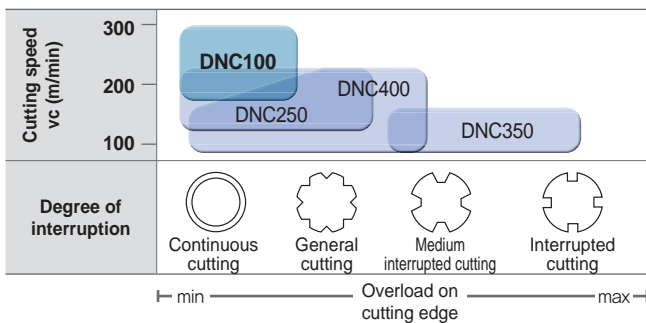 Cutting speed
vc (m/min)
300
200
100
DNC100
DNC400
DNC250
DNC350
Degree of
interruption
Continuous
cutting
General
cutting
Medium
interrupted cutting
Interrupted
cutting
min
Overload on
cutting edge
max